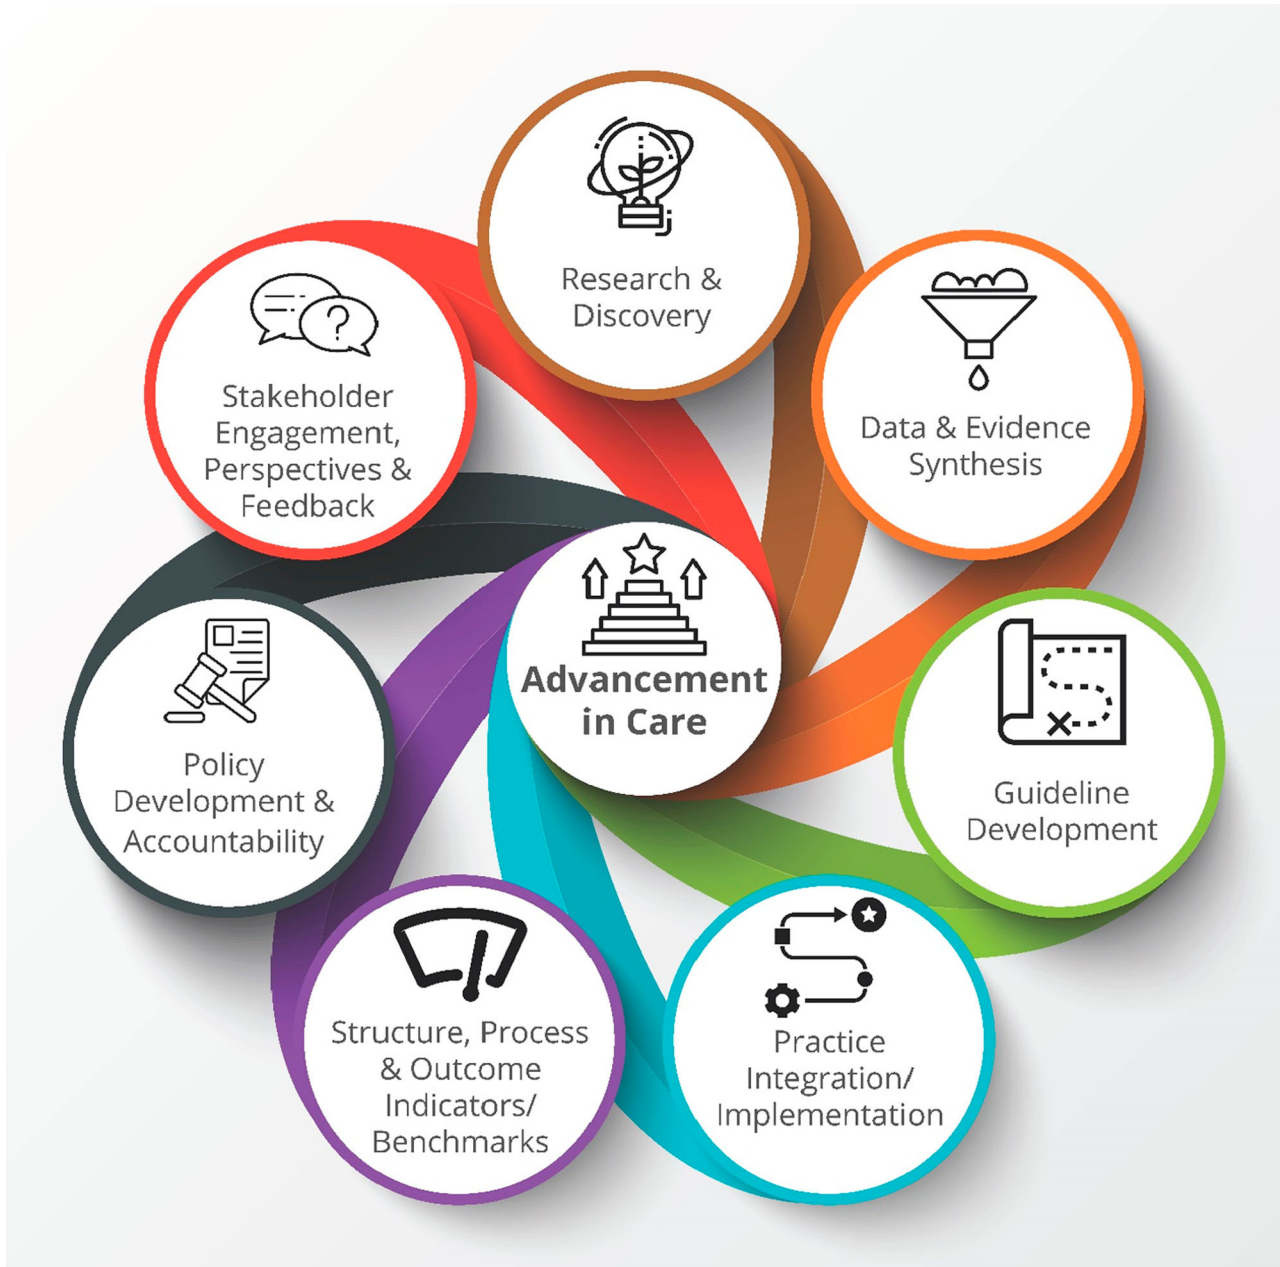 Research &
Discovery
Data & Evidence
Synthesis
Guideline
Development
Practice
Integration/
Implementation
Structure, Process
& Outcome
Indicators/
Benchmarks
Policy
Development &
Accountability
Stakeholder
Engagement,
Perspectives &
Feedback
?
Advancement
in Care